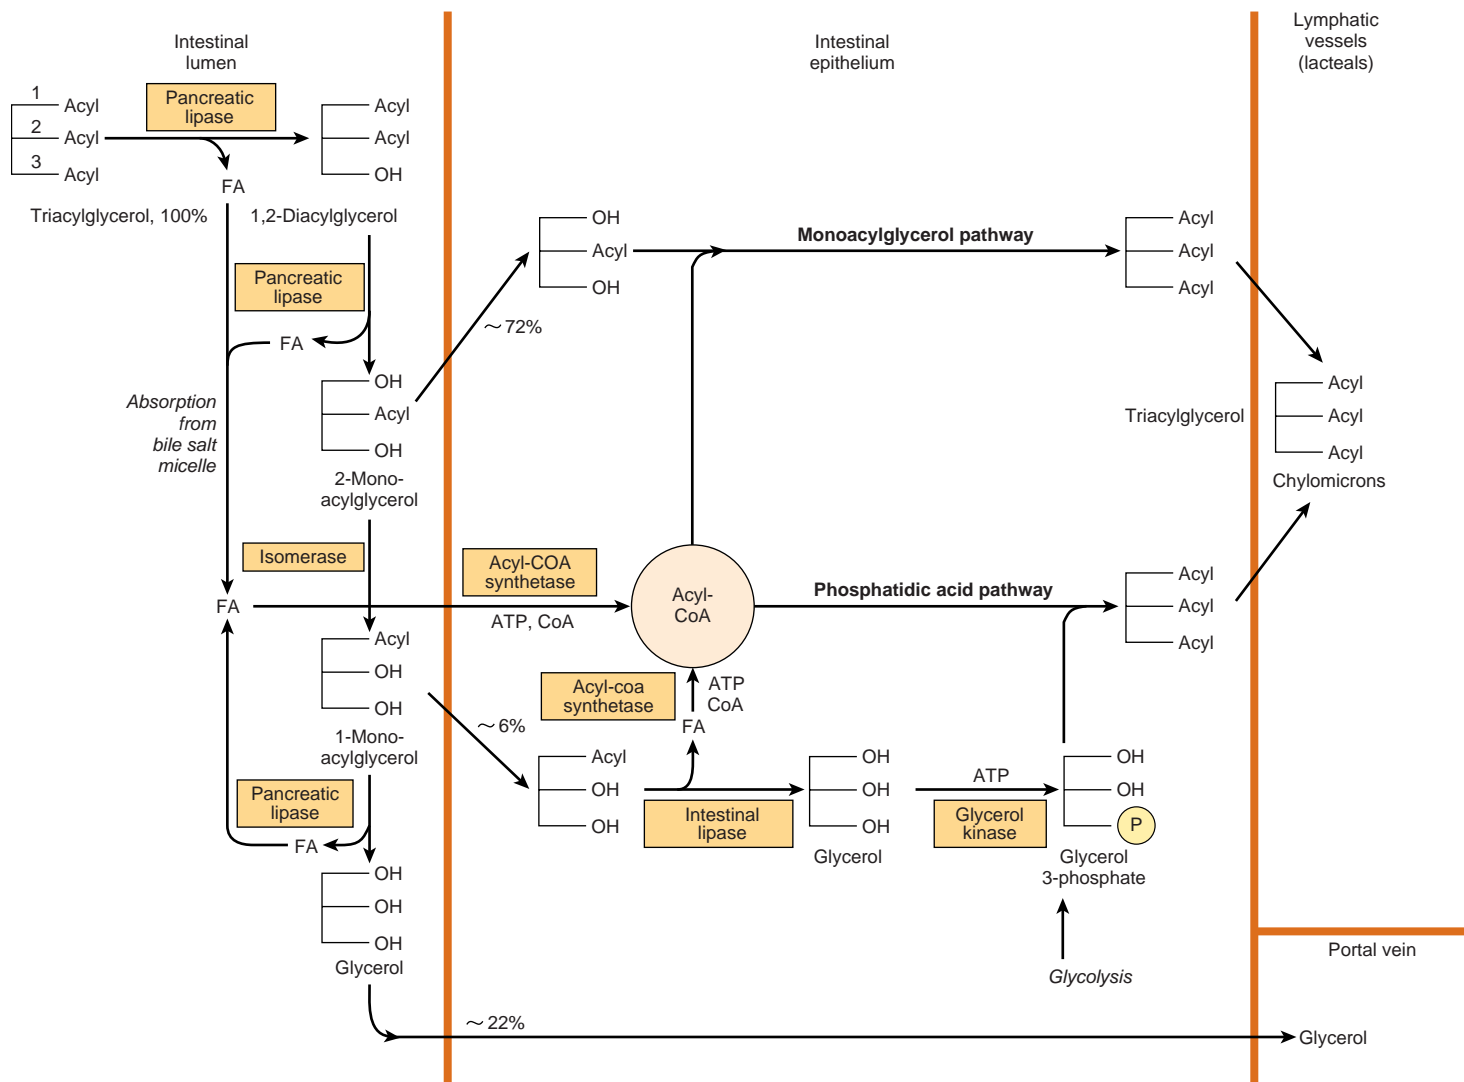 Intestinal
lumen
Intestinal
epithelium
Lymphatic
vessels
(lacteals)
1
Acyl
2
Acyl
3
Acyl
Pancreatic
lipase
Acyl
Acyl
OH
FA
Triacylglycerol, 100%
1,2-Diacylglycerol
Pancreatic
lipase
FA
OH
Acyl
OH
2-Mono-
acylglycerol
Absorption
from
bile salt
micelle
~ 72%
OH
Acyl
OH
Monoacylglycerol pathway
Acyl
Acyl
Acyl
Triacylglycerol
Acyl
Acyl
Acyl
Chylomicrons
Isomerase
FA
Acyl-COA
synthetase
ATP, CoA
Acyl-
CoA
Phosphatidic acid pathway
Acyl
Acyl
Acyl
Acyl
OH
OH
1-Mono-
acylglycerol
~ 6%
Acyl-coa
synthetase
ATP
CoA
FA
Acyl
OH
OH
Intestinal
lipase
OH
OH
OH
Glycerol
ATP
Glycerol
kinase
OH
OH
P
Glycerol
3-phosphate
Glycolysis
Pancreatic
lipase
FA
OH
OH
OH
Glycerol
~ 22%
Portal vein
Glycerol